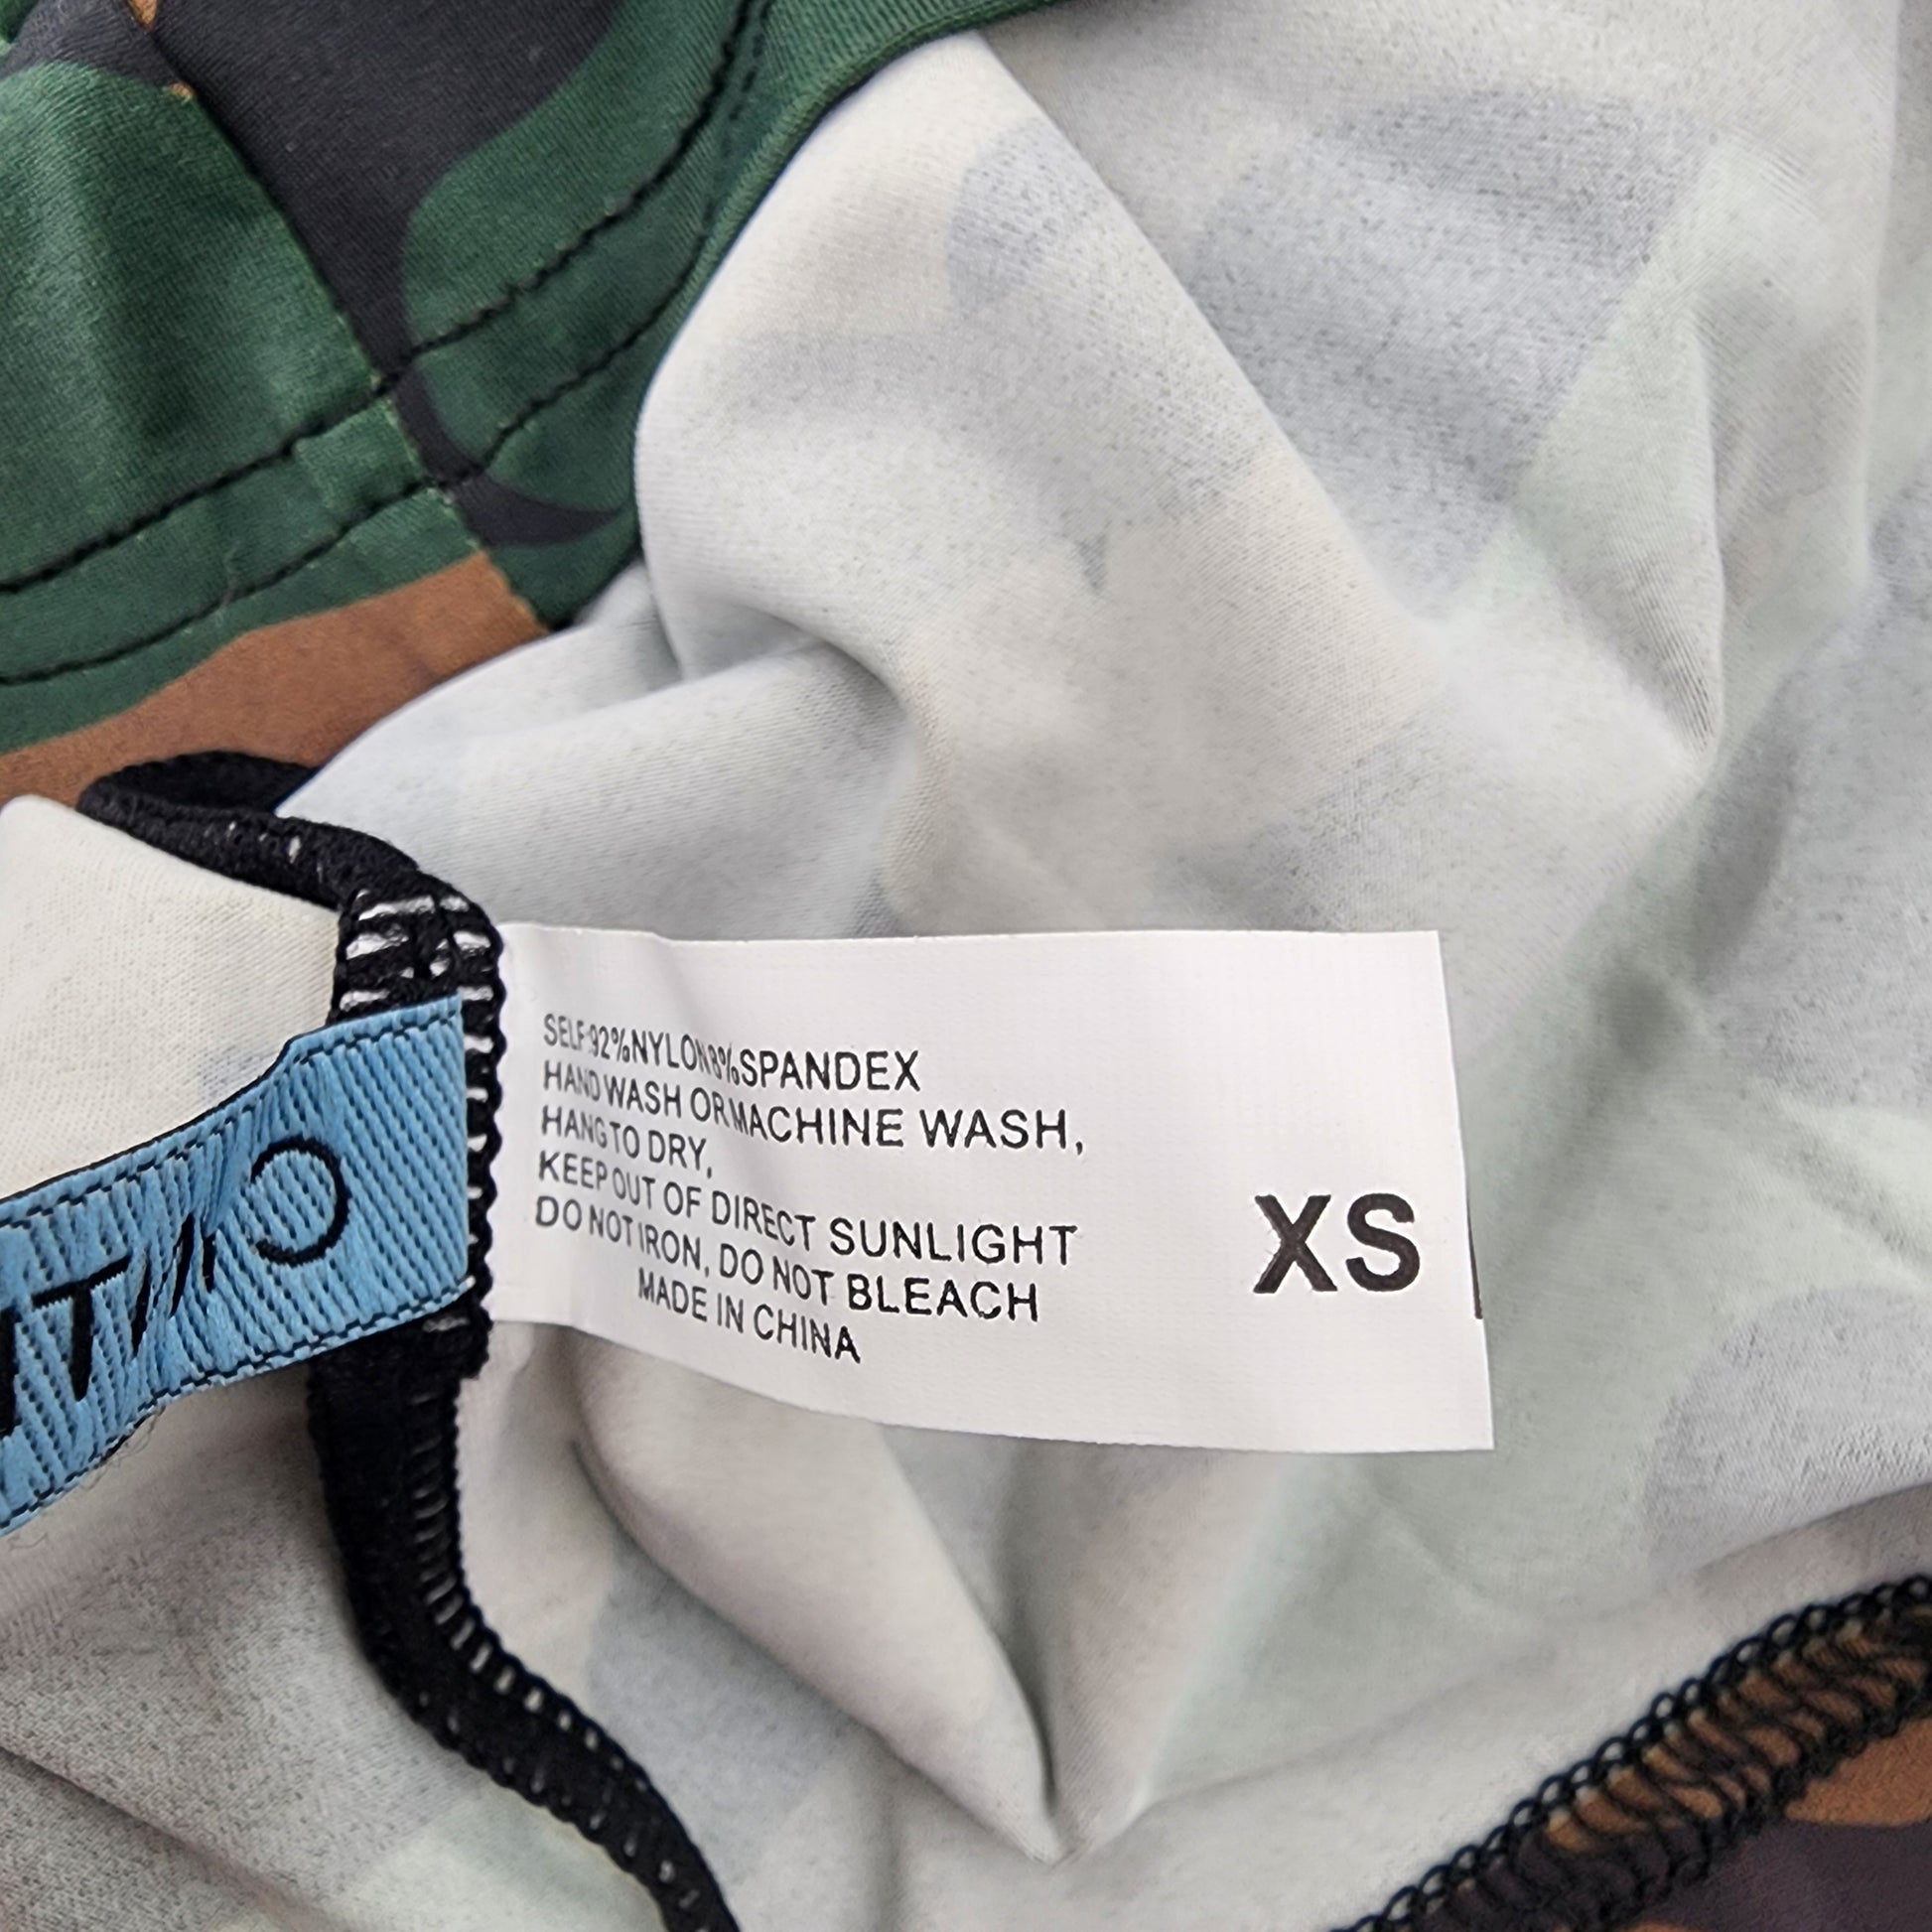 SELF:92%NYLON8%SPANDEX
HAND WASH OR MACHINE WASH,
HANG TO DRY,
KEEP OUT OF DIRECT SUNLIGHT
DO NOT IRON, DO NOT BLEACH
MADE IN CHINA
XS